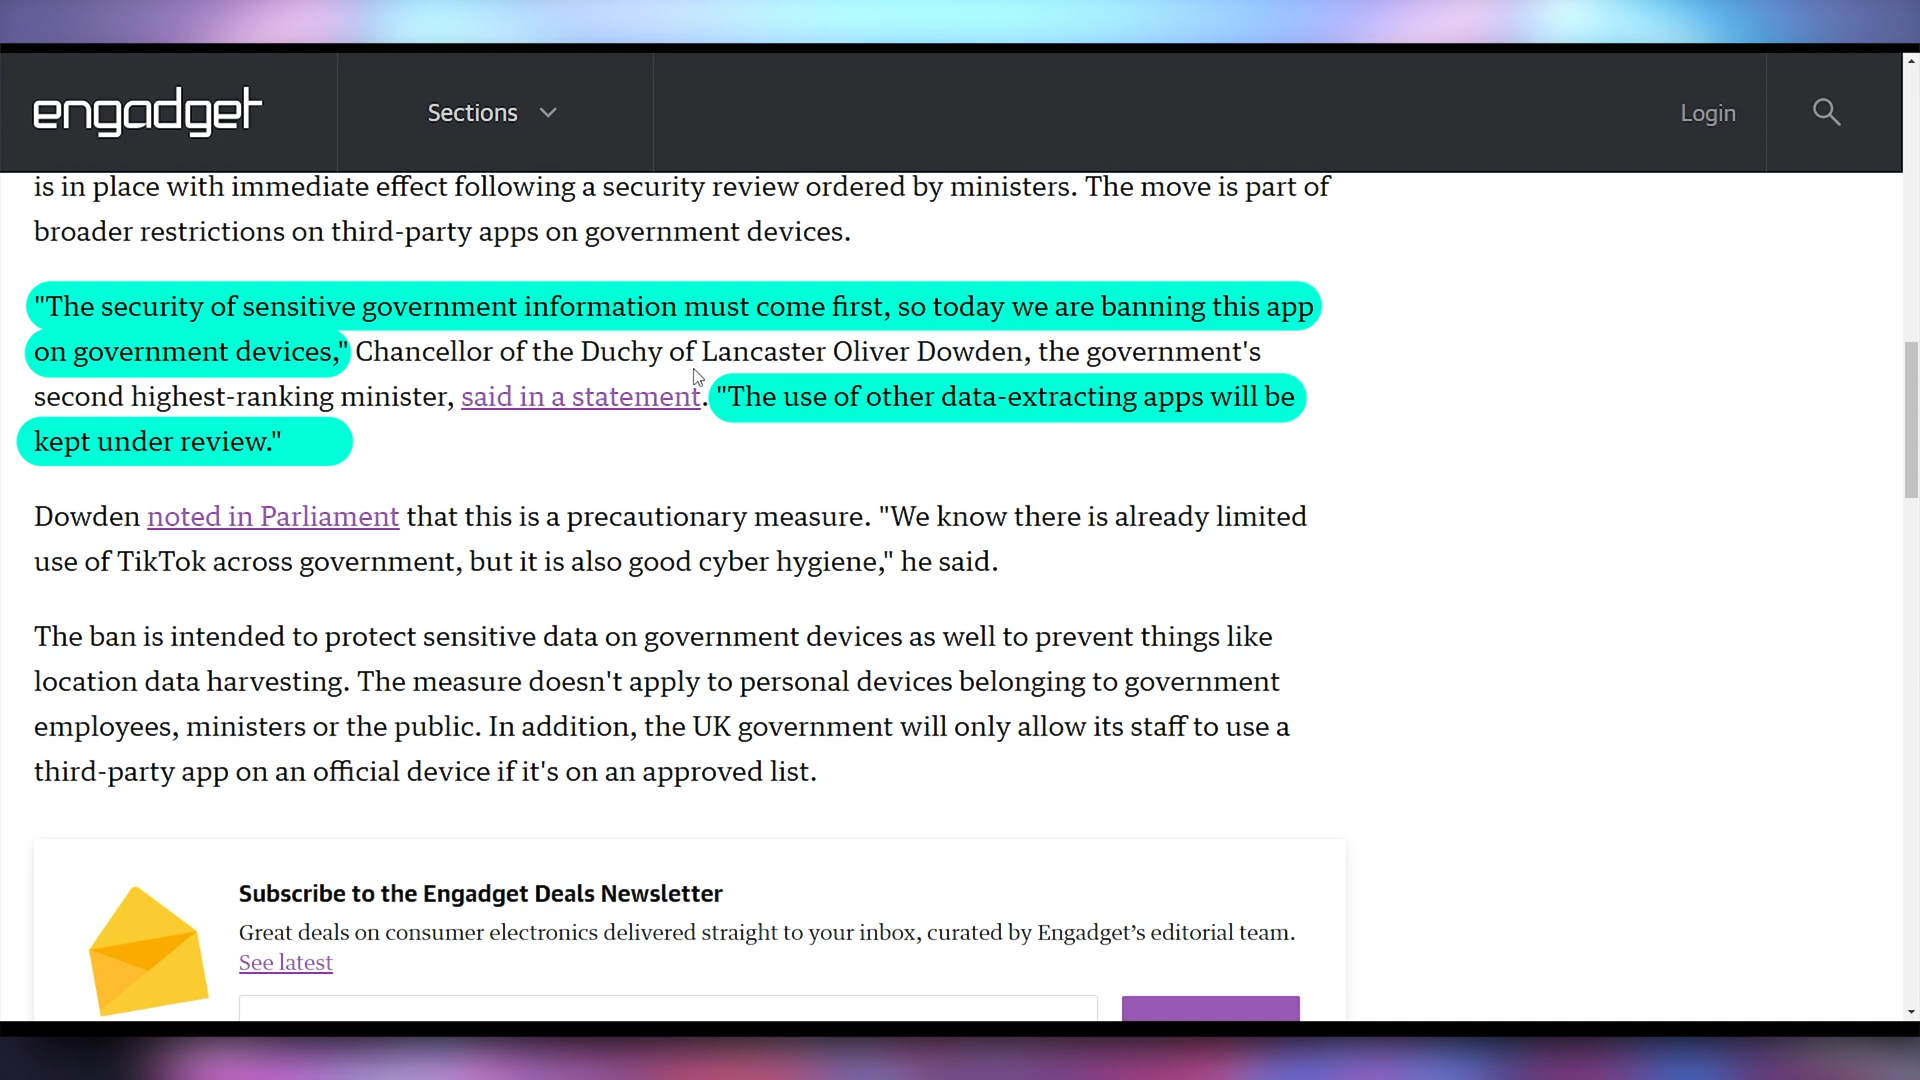 engadget
Sections
Login
is in place with immediate effect following a security review ordered by ministers. The move is part of
broader restrictions on third-party apps on government devices.
"The security of sensitive government information must come first, so today we are banning this app
on government devices," Chancellor of the Duchy of Lancaster Oliver Dowden, the government's
second highest-ranking minister, said in a statement. "The use of other data-extracting apps will be
kept under review."
Dowden noted in Parliament that this is a precautionary measure. "We know there is already limited
use of TikTok across government, but it is also good cyber hygiene," he said.
The ban is intended to protect sensitive data on government devices as well to prevent things like
location data harvesting. The measure doesn't apply to personal devices belonging to government
employees, ministers or the public. In addition, the UK government will only allow its staff to use a
third-party app on an official device if it's on an approved list.
Subscribe to the Engadget Deals Newsletter
Great deals on consumer electronics delivered straight to your inbox, curated by Engadget’s editorial team.
See latest